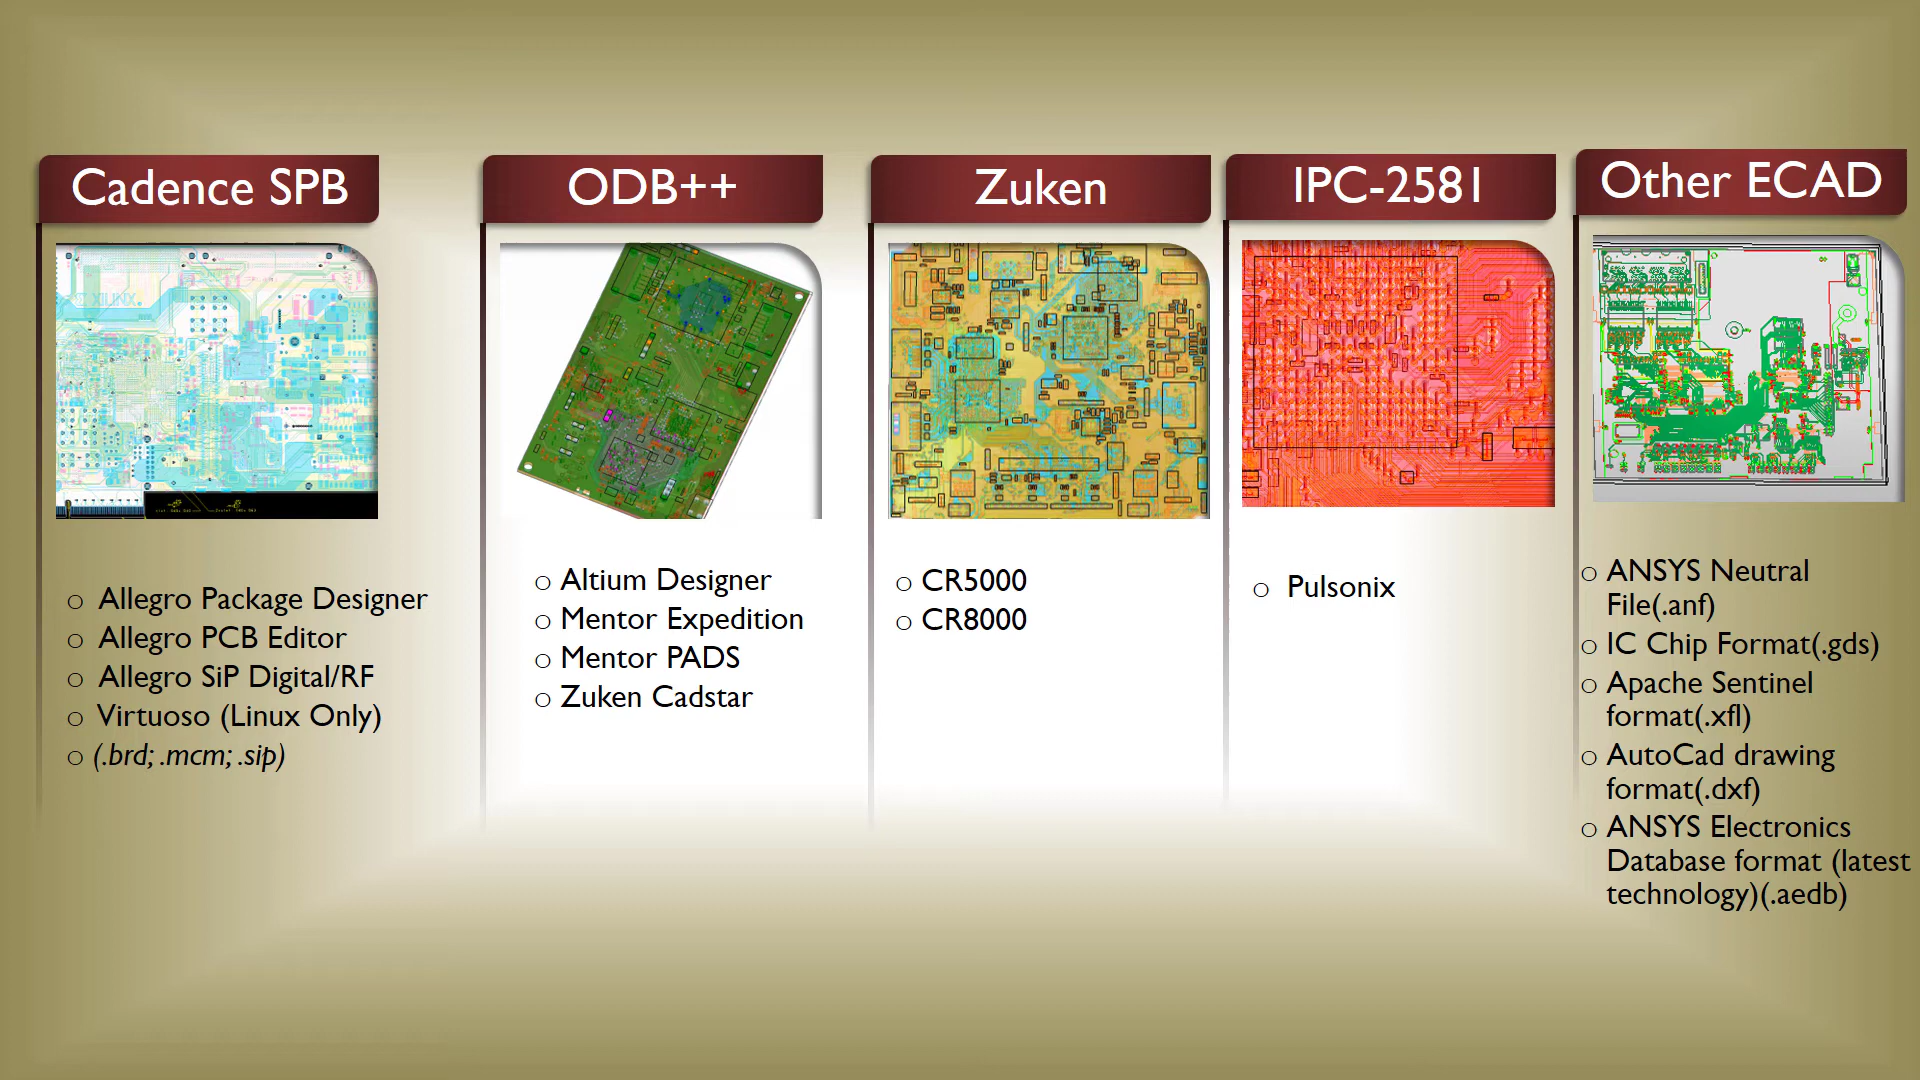 Cadence SPB
XILINX
Allegro Package Designer
Allegro PCB Editor
Allegro SiP Digital/RF
Virtuoso (Linux Only)
(.brd; .mcm; .sip)
ODB++
Altium Designer
Mentor Expedition
Mentor PADS
Zuken Cadstar
Zuken
CR5000
CR8000
IPC-2581
Pulsonix
Other ECAD
ANSYS Neutral
File(.anf)
IC Chip Format(.gds)
Apache Sentinel
format(.xfl)
AutoCad drawing
format(.dxf)
ANSYS Electronics
Database format (latest
technology)(.aedb)